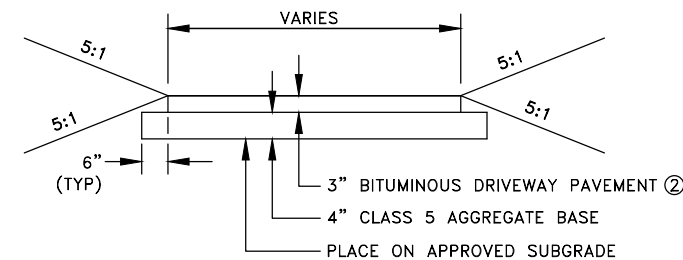 VARIES
5:1
5:1
5:1
5:1
6"
(TYP)
3" BITUMINOUS DRIVEWAY PAVEMENT ②
4" CLASS 5 AGGREGATE BASE
PLACE ON APPROVED SUBGRADE